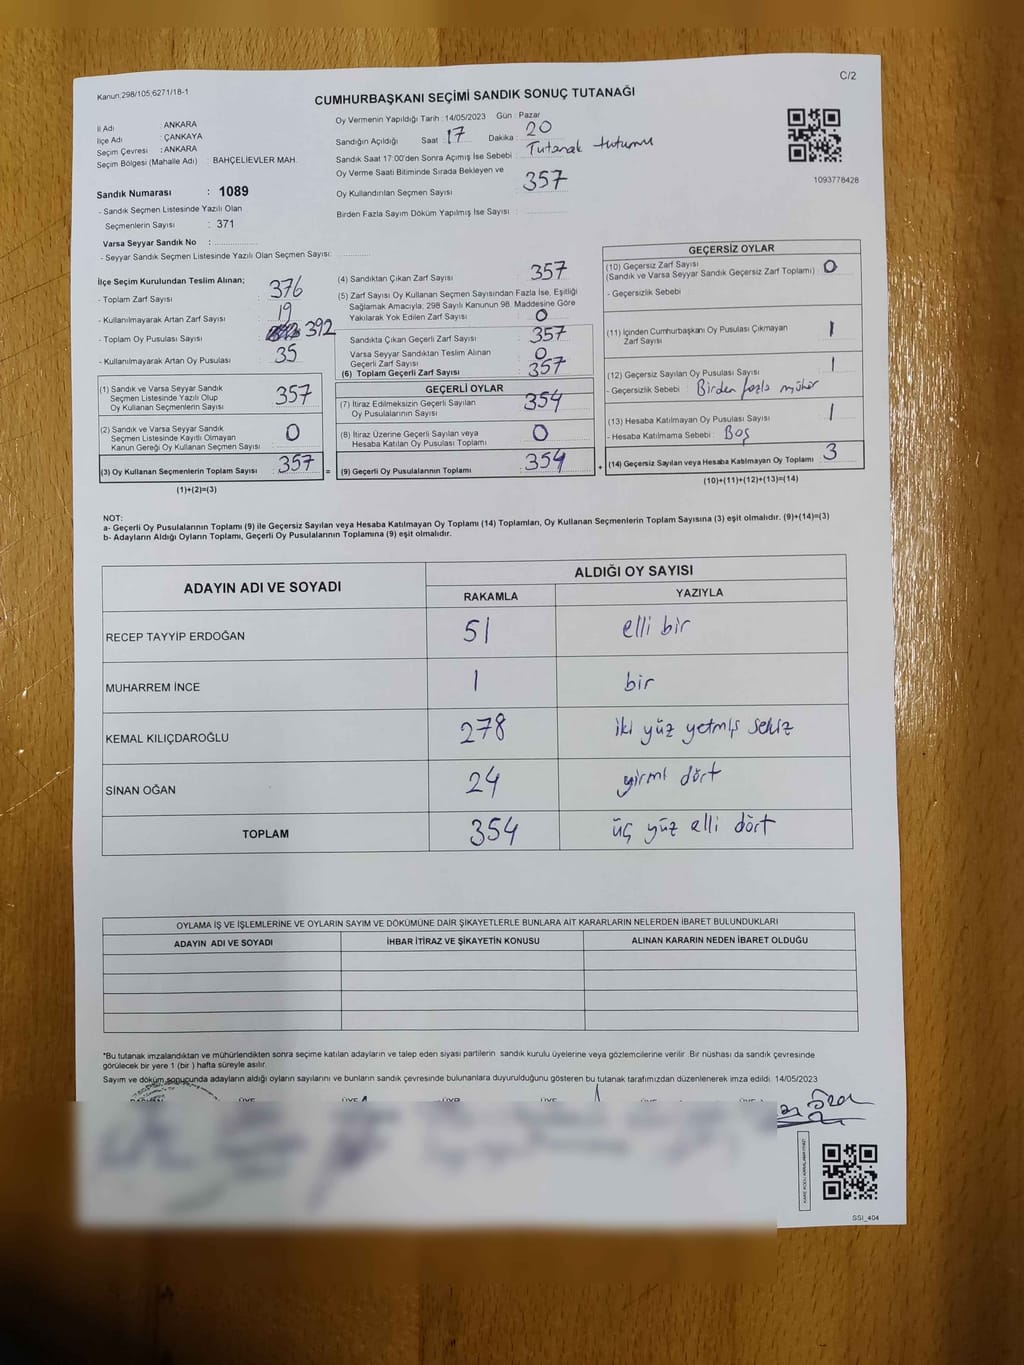 C/2
Kanun:298/105;6271/18-1
CUMHURBAŞKANI SEÇİMİ SANDIK SONUÇ TUTANAĞI
İl Adı : ANKARA
İlçe Adı : ÇANKAYA
Seçim Çevresi : ANKARA
Seçim Bölgesi (Mahalle Adı) : BAHÇELİEVLER MAH.
Sandık Numarası : 1089
- Sandık Seçmen Listesinde Yazılı Olan
Seçmenlerin Sayısı : 371
Varsa Seyyar Sandık No :
- Seyyar Sandık Seçmen Listesinde Yazılı Olan Seçmen Sayısı:
Oy Vermenin Yapıldığı Tarih : 14/05/2023 Gün : Pazar
Sandığın Açıldığı Saat : 17 Dakika : 20
Sandık Saat 17:00'den Sonra Açımış İse Sebebi : Tutanak tutumu
Oy Verme Saati Bitiminde Sırada Bekleyen ve
Oy Kullandırılan Seçmen Sayısı : 357
Birden Fazla Sayım Döküm Yapılmış İse Sayısı :
1093778428
İlçe Seçim Kurulundan Teslim Alınan;
- Toplam Zarf Sayısı : 376
- Kullanılmayarak Artan Zarf Sayısı : 19
- Toplam Oy Pusulası Sayısı : 392
- Kullanılmayarak Artan Oy Pusulası : 35
(1) Sandık ve Varsa Seyyar Sandık
Seçmen Listesinde Yazılı Olup
Oy Kullanan Seçmenlerin Sayısı : 357
(2) Sandık ve Varsa Seyyar Sandık
Seçmen Listesinde Kayıtlı Olmayan
Kanun Gereği Oy Kullanan Seçmen Sayısı : 0
(3) Oy Kullanan Seçmenlerin Toplam Sayısı : 357 =
(1)+(2)=(3)
(4) Sandıktan Çıkan Zarf Sayısı : 357
(5) Zarf Sayısı Oy Kullanan Seçmen Sayısından Fazla İse, Eşitliği
Sağlamak Amacıyla, 298 Sayılı Kanunun 98. Maddesine Göre
Yakılarak Yok Edilen Zarf Sayısı : 0
Sandıkta Çıkan Geçerli Zarf Sayısı : 357
Varsa Seyyar Sandıktan Teslim Alınan
Geçerli Zarf Sayısı : 0
(6) Toplam Geçerli Zarf Sayısı : 357
GEÇERLİ OYLAR
(7) İtiraz Edilmeksizin Geçerli Sayılan
Oy Pusulalarının Sayısı : 354
(8) İtiraz Üzerine Geçerli Sayılan veya
Hesaba Katılan Oy Pusulası Toplamı : 0
(9) Geçerli Oy Pusulalarının Toplamı : 354 +
GEÇERSİZ OYLAR
(10) Geçersiz Zarf Sayısı
(Sandık ve Varsa Seyyar Sandık Geçersiz Zarf Toplamı) : 0
- Geçersizlik Sebebi :
(11) İçinden Cumhurbaşkanı Oy Pusulası Çıkmayan
Zarf Sayısı : 1
(12) Geçersiz Sayılan Oy Pusulası Sayısı : 1
- Geçersizlik Sebebi : Birden fazla mühür
(13) Hesaba Katılmayan Oy Pusulası Sayısı : 1
- Hesaba Katılmama Sebebi : Boş
(14) Geçersiz Sayılan veya Hesaba Katılmayan Oy Toplamı : 3
(10)+(11)+(12)+(13)=(14)
NOT:
a- Geçerli Oy Pusulalarının Toplamı (9) ile Geçersiz Sayılan veya Hesaba Katılmayan Oy Toplamı (14) Toplamları, Oy Kullanan Seçmenlerin Toplam Sayısına (3) eşit olmalıdır. (9)+(14)=(3)
b- Adayların Aldığı Oyların Toplamı, Geçerli Oy Pusulalarının Toplamına (9) eşit olmalıdır.
ADAYIN ADI VE SOYADI
ALDIĞI OY SAYISI
RAKAMLA YAZIYLA
RECEP TAYYİP ERDOĞAN 51 elli bir
MUHARREM İNCE 1 bir
KEMAL KILIÇDAROĞLU 278 iki yüz yetmiş sekiz
SİNAN OĞAN 24 yirmi dört
TOPLAM 354 üç yüz elli dört
OYLAMA İŞ VE İŞLEMLERİNE VE OYLARIN SAYIM VE DÖKÜMÜNE DAİR ŞİKAYETLERLE BUNLARA AİT KARARLARIN NELERDEN İBARET BULUNDUKLARI
ADAYIN ADI VE SOYADI İHBAR İTİRAZ VE ŞİKAYETİN KONUSU ALINAN KARARIN NEDEN İBARET OLDUĞU
*Bu tutanak imzalandıktan ve mühürlendikten sonra seçime katılan adayların ve talep eden siyasi partilerin sandık kurulu üyelerine veya gözlemcilerine verilir. Bir nüshası da sandık çevresinde
görülecek bir yere 1 (bir ) hafta süreyle asılır.
Sayım ve döküm sonucunda adayların aldığı oyların sayılarını ve bunların sandık çevresinde bulunanlara duyurulduğunu gösteren bu tutanak tarafımızdan düzenlenerek imza edildi. 14/05/2023
SSİ_404